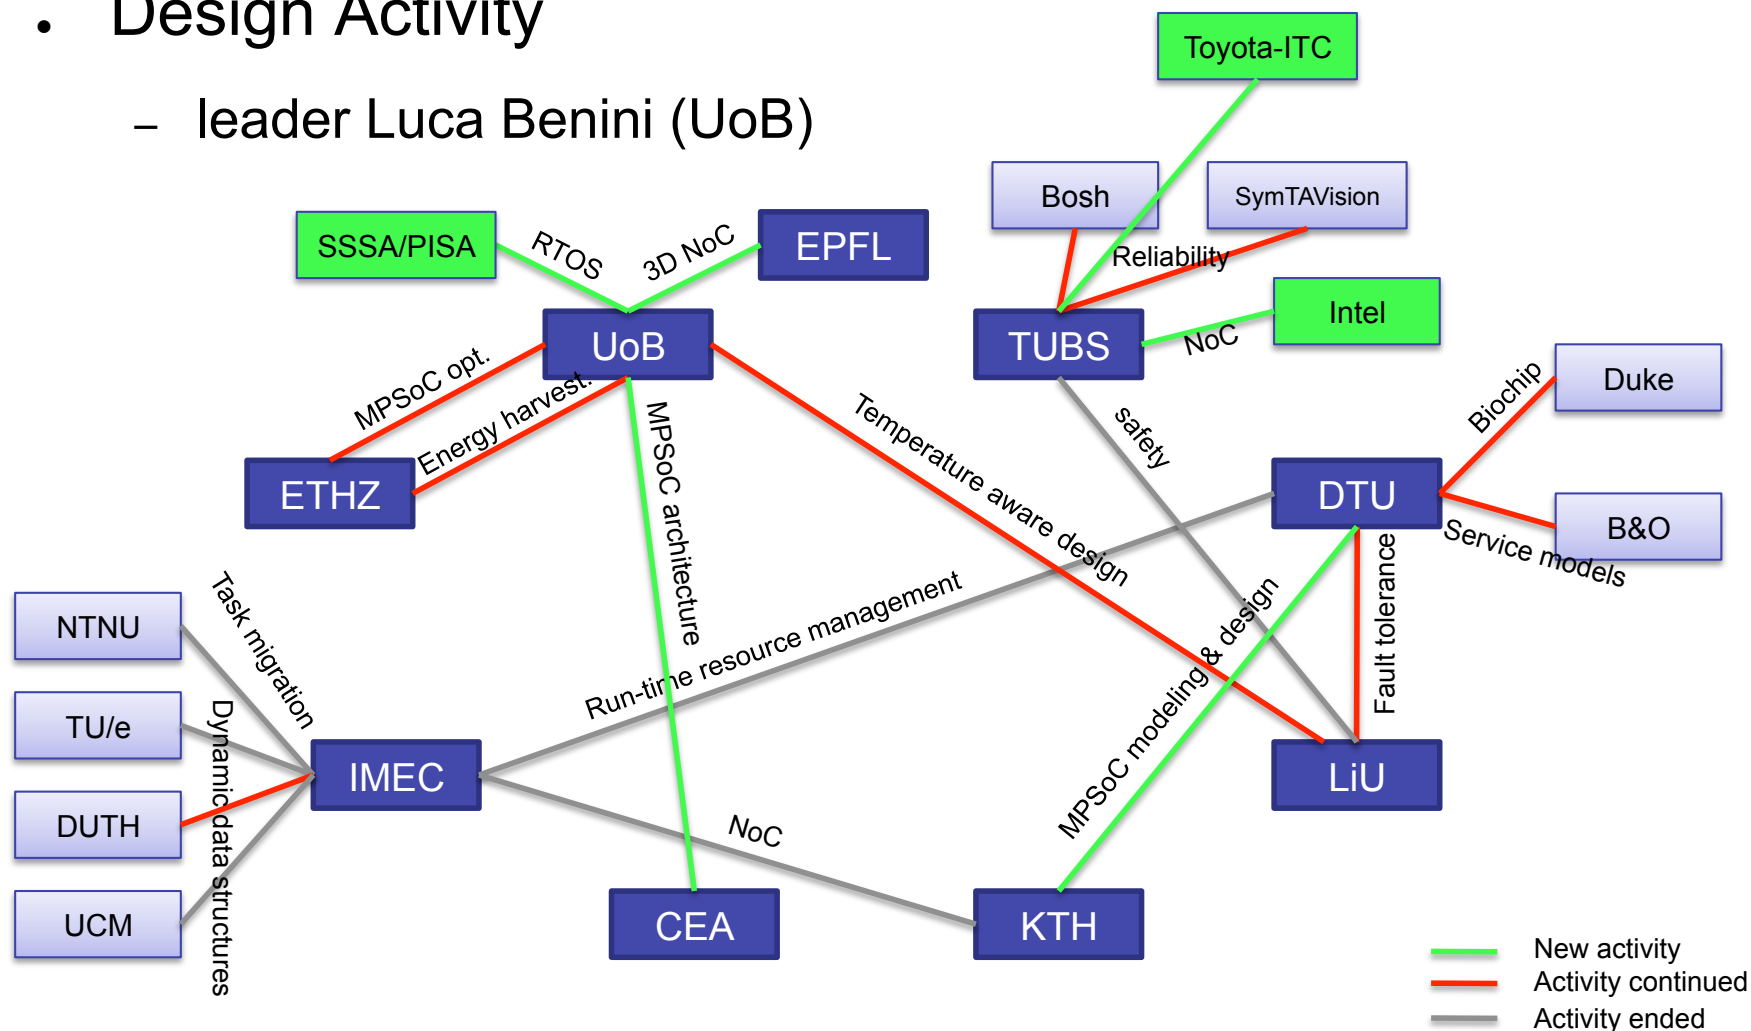 • Design Activity
– leader Luca Benini (UoB)
Toyota-ITC
Bosh
SymTAVision
SSSA/PISA
RTOS
3D NoC
EPFL
Reliability
UoB
TUBS
NoC
Intel
MPSoC opt.
Energy harvest.
MPSoC architecture
Temperature aware design
safety
Biochip
Duke
ETHZ
DTU
Service models
B&O
Task migration
NTNU
Run-time resource management
MPSoC modeling & design
Fault tolerance
TU/e
Dynamic data structures
IMEC
LiU
DUTH
NoC
UCM
CEA
KTH
New activity
Activity continued
Activity ended